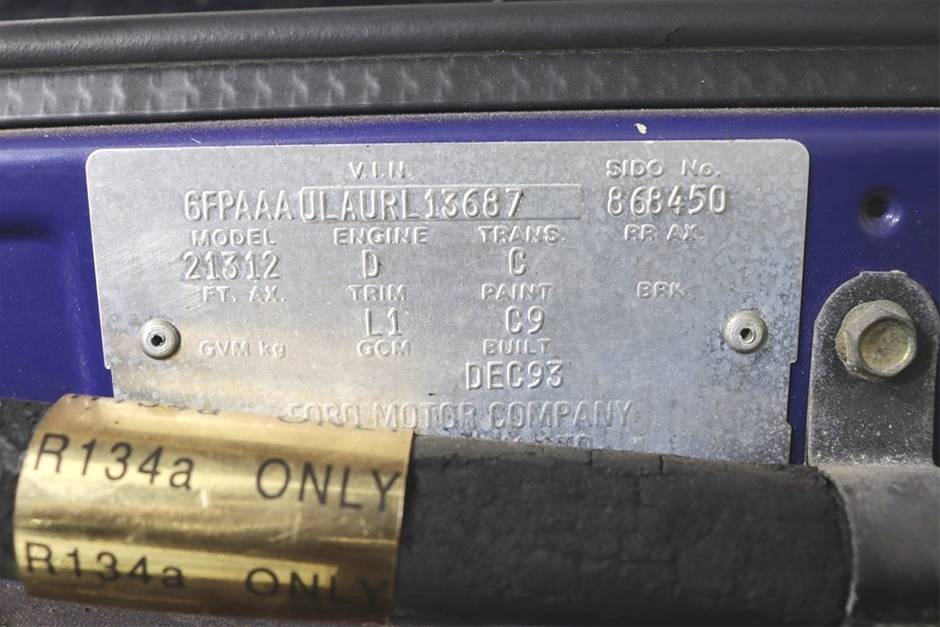 V.I.N. SIDO No.
6FPAAAULAURL13687 868450
MODEL ENGINE TRANS. RR AX.
21312 D C
FT. AX. TRIM PAINT BRK.
L1 C9
GVM kg GCM BUILT
DEC93
FORD MOTOR COMPANY
R134a ONLY
R134a ONLY